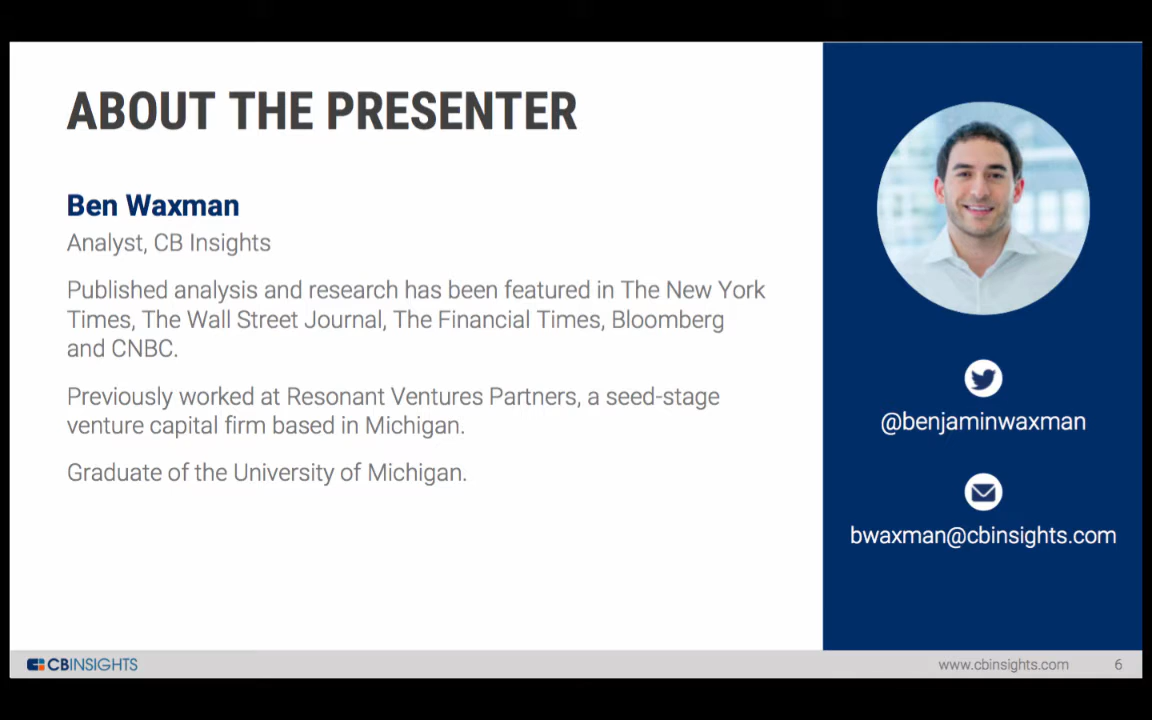 ABOUT THE PRESENTER
Ben Waxman
Analyst, CB Insights
Published analysis and research has been featured in The New York
Times, The Wall Street Journal, The Financial Times, Bloomberg
and CNBC.
Previously worked at Resonant Ventures Partners, a seed-stage
venture capital firm based in Michigan.
Graduate of the University of Michigan.
@benjaminwaxman
bwaxman@cbinsights.com
CBINSIGHTS
www.cbinsights.com 6